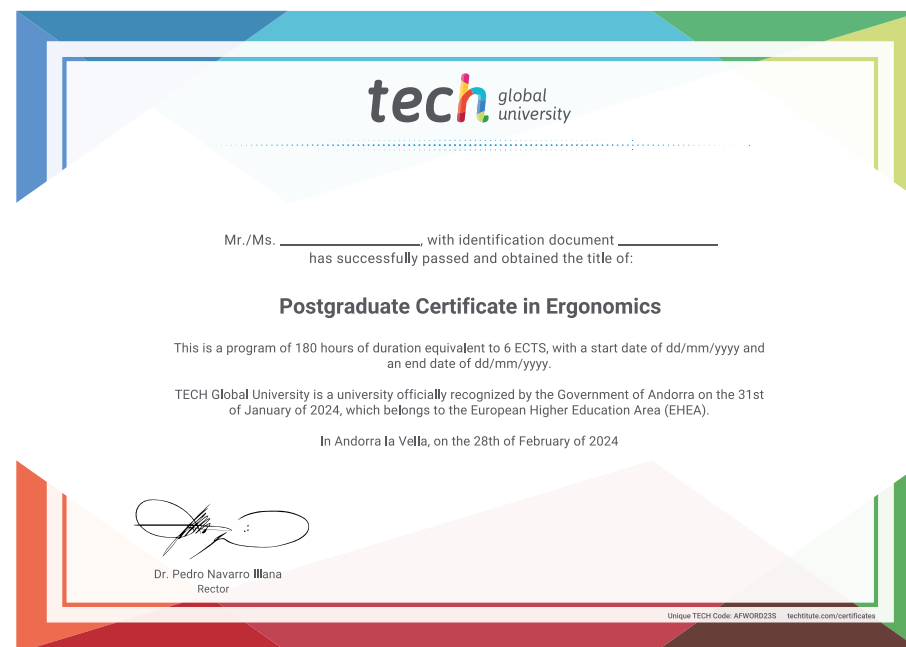 tech global university
Mr./Ms. ____________________, with identification document ______________
has successfully passed and obtained the title of:
Postgraduate Certificate in Ergonomics
This is a program of 180 hours of duration equivalent to 6 ECTS, with a start date of dd/mm/yyyy and
an end date of dd/mm/yyyy.
TECH Global University is a university officially recognized by the Government of Andorra on the 31st
of January of 2024, which belongs to the European Higher Education Area (EHEA).
In Andorra la Vella, on the 28th of February of 2024
Dr. Pedro Navarro Illana
Rector
Unique TECH Code: AFWORD23S techtitute.com/certificates